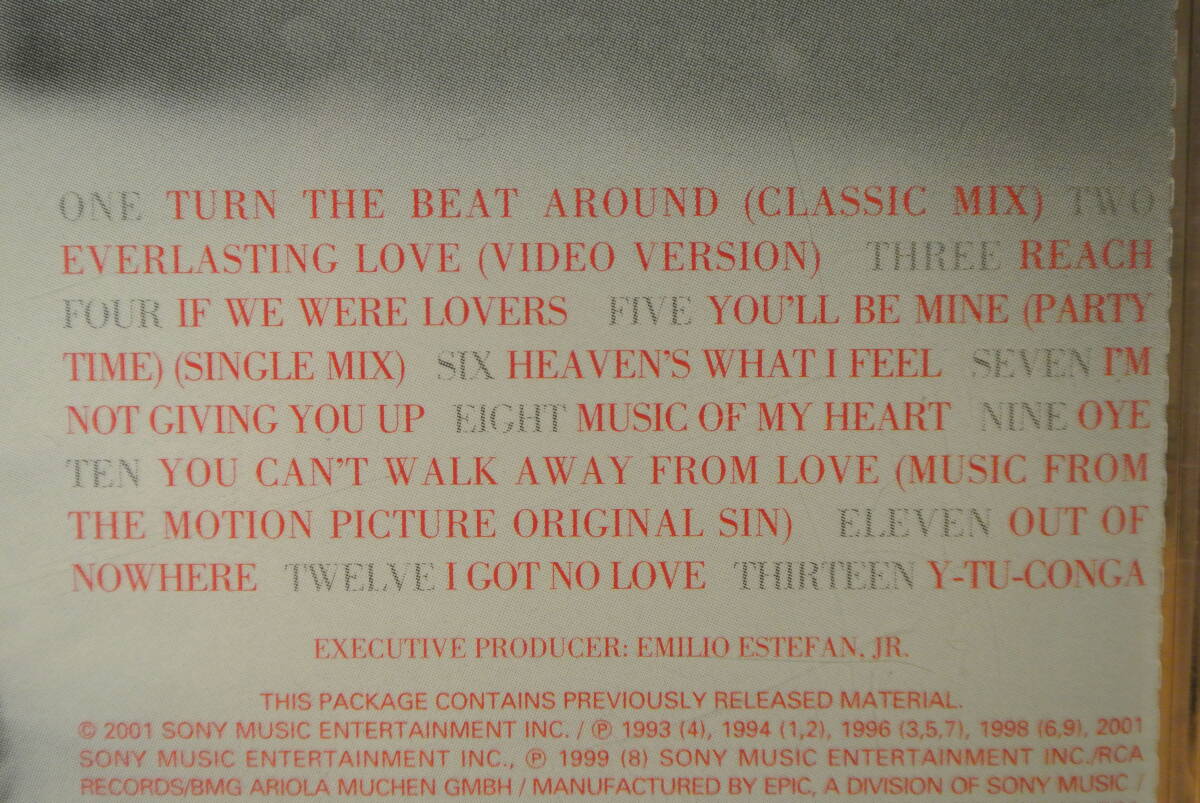 ONE TURN THE BEAT AROUND (CLASSIC MIX) TWO
EVERLASTING LOVE (VIDEO VERSION) THREE REACH
FOUR IF WE WERE LOVERS FIVE YOU'LL BE MINE (PARTY
TIME) (SINGLE MIX) SIX HEAVEN'S WHAT I FEEL SEVEN I'M
NOT GIVING YOU UP EIGHT MUSIC OF MY HEART NINE OYE
TEN YOU CAN'T WALK AWAY FROM LOVE (MUSIC FROM
THE MOTION PICTURE ORIGINAL SIN) ELEVEN OUT OF
NOWHERE TWELVE I GOT NO LOVE THIRTEEN Y-TU-CONGA
EXECUTIVE PRODUCER: EMILIO ESTEFAN, JR.
THIS PACKAGE CONTAINS PREVIOUSLY RELEASED MATERIAL.
© 2001 SONY MUSIC ENTERTAINMENT INC. / ℗ 1993 (4), 1994 (1,2), 1996 (3,5,7), 1998 (6,9), 2001
SONY MUSIC ENTERTAINMENT INC., ℗ 1999 (8) SONY MUSIC ENTERTAINMENT INC./RCA
RECORDS/BMG ARIOLA MUCHEN GMBH / MANUFACTURED BY EPIC, A DIVISION OF SONY MUSIC /